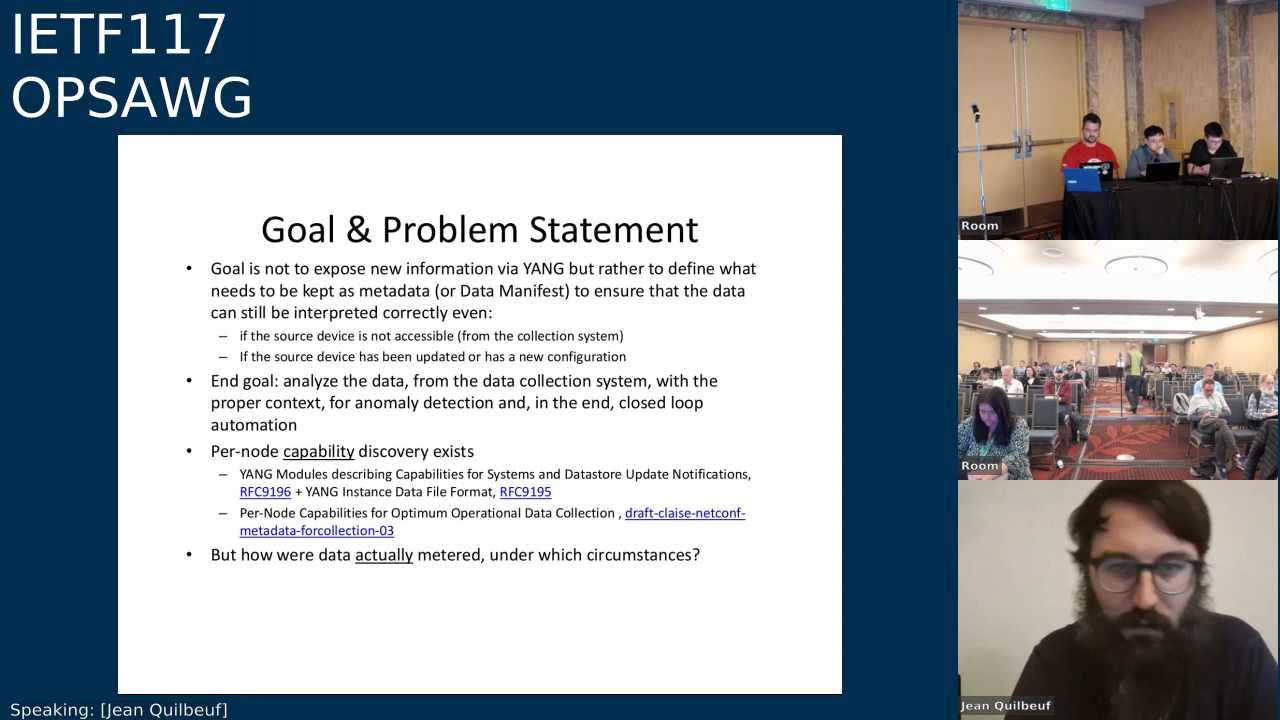 IETF117
OPSAWG
Goal & Problem Statement
• Goal is not to expose new information via YANG but rather to define what
needs to be kept as metadata (or Data Manifest) to ensure that the data
can still be interpreted correctly even:
– if the source device is not accessible (from the collection system)
– If the source device has been updated or has a new configuration
• End goal: analyze the data, from the data collection system, with the
proper context, for anomaly detection and, in the end, closed loop
automation
• Per-node capability discovery exists
– YANG Modules describing Capabilities for Systems and Datastore Update Notifications,
RFC9196 + YANG Instance Data File Format, RFC9195
– Per-Node Capabilities for Optimum Operational Data Collection , draft-claise-netconf-
metadata-forcollection-03
• But how were data actually metered, under which circumstances?
Room
Room
Jean Quilbeuf
Speaking: [Jean Quilbeuf]